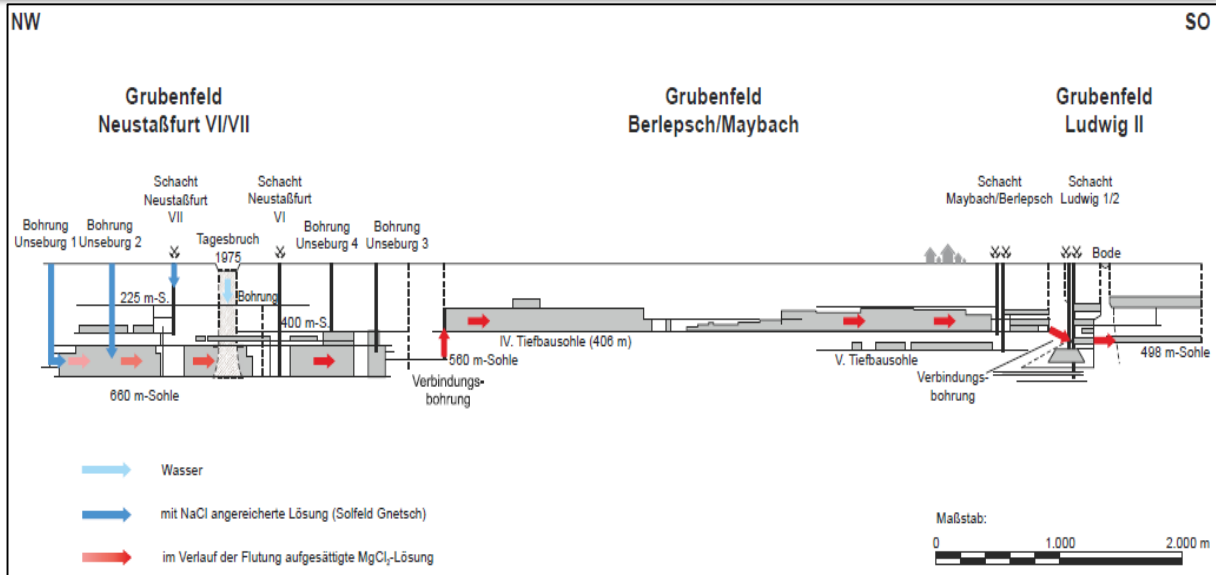 NW
SO
Grubenfeld
Neustaßfurt VI/VII
Grubenfeld
Berlepsch/Maybach
Grubenfeld
Ludwig II
Schacht
Neustaßfurt
VII
Schacht
Neustaßfurt
VI
Schacht
Maybach/Berlepsch
Schacht
Ludwig 1/2
Bohrung
Unseburg 1
Bohrung
Unseburg 2
Tagesbruch
1975
Bohrung
Unseburg 4
Bohrung
Unseburg 3
Bode
225 m-S.
Bohrung
400 m-S.
IV. Tiefbausohle (406 m)
560 m-Sohle
V. Tiefbausohle
498 m-Sohle
660 m-Sohle
Verbindungs-
bohrung
Verbindungs-
bohrung
Wasser
mit NaCl angereicherte Lösung (Solfeld Gnetsch)
im Verlauf der Flutung aufgesättigte MgCl₂-Lösung
Maßstab:
0 1.000 2.000 m